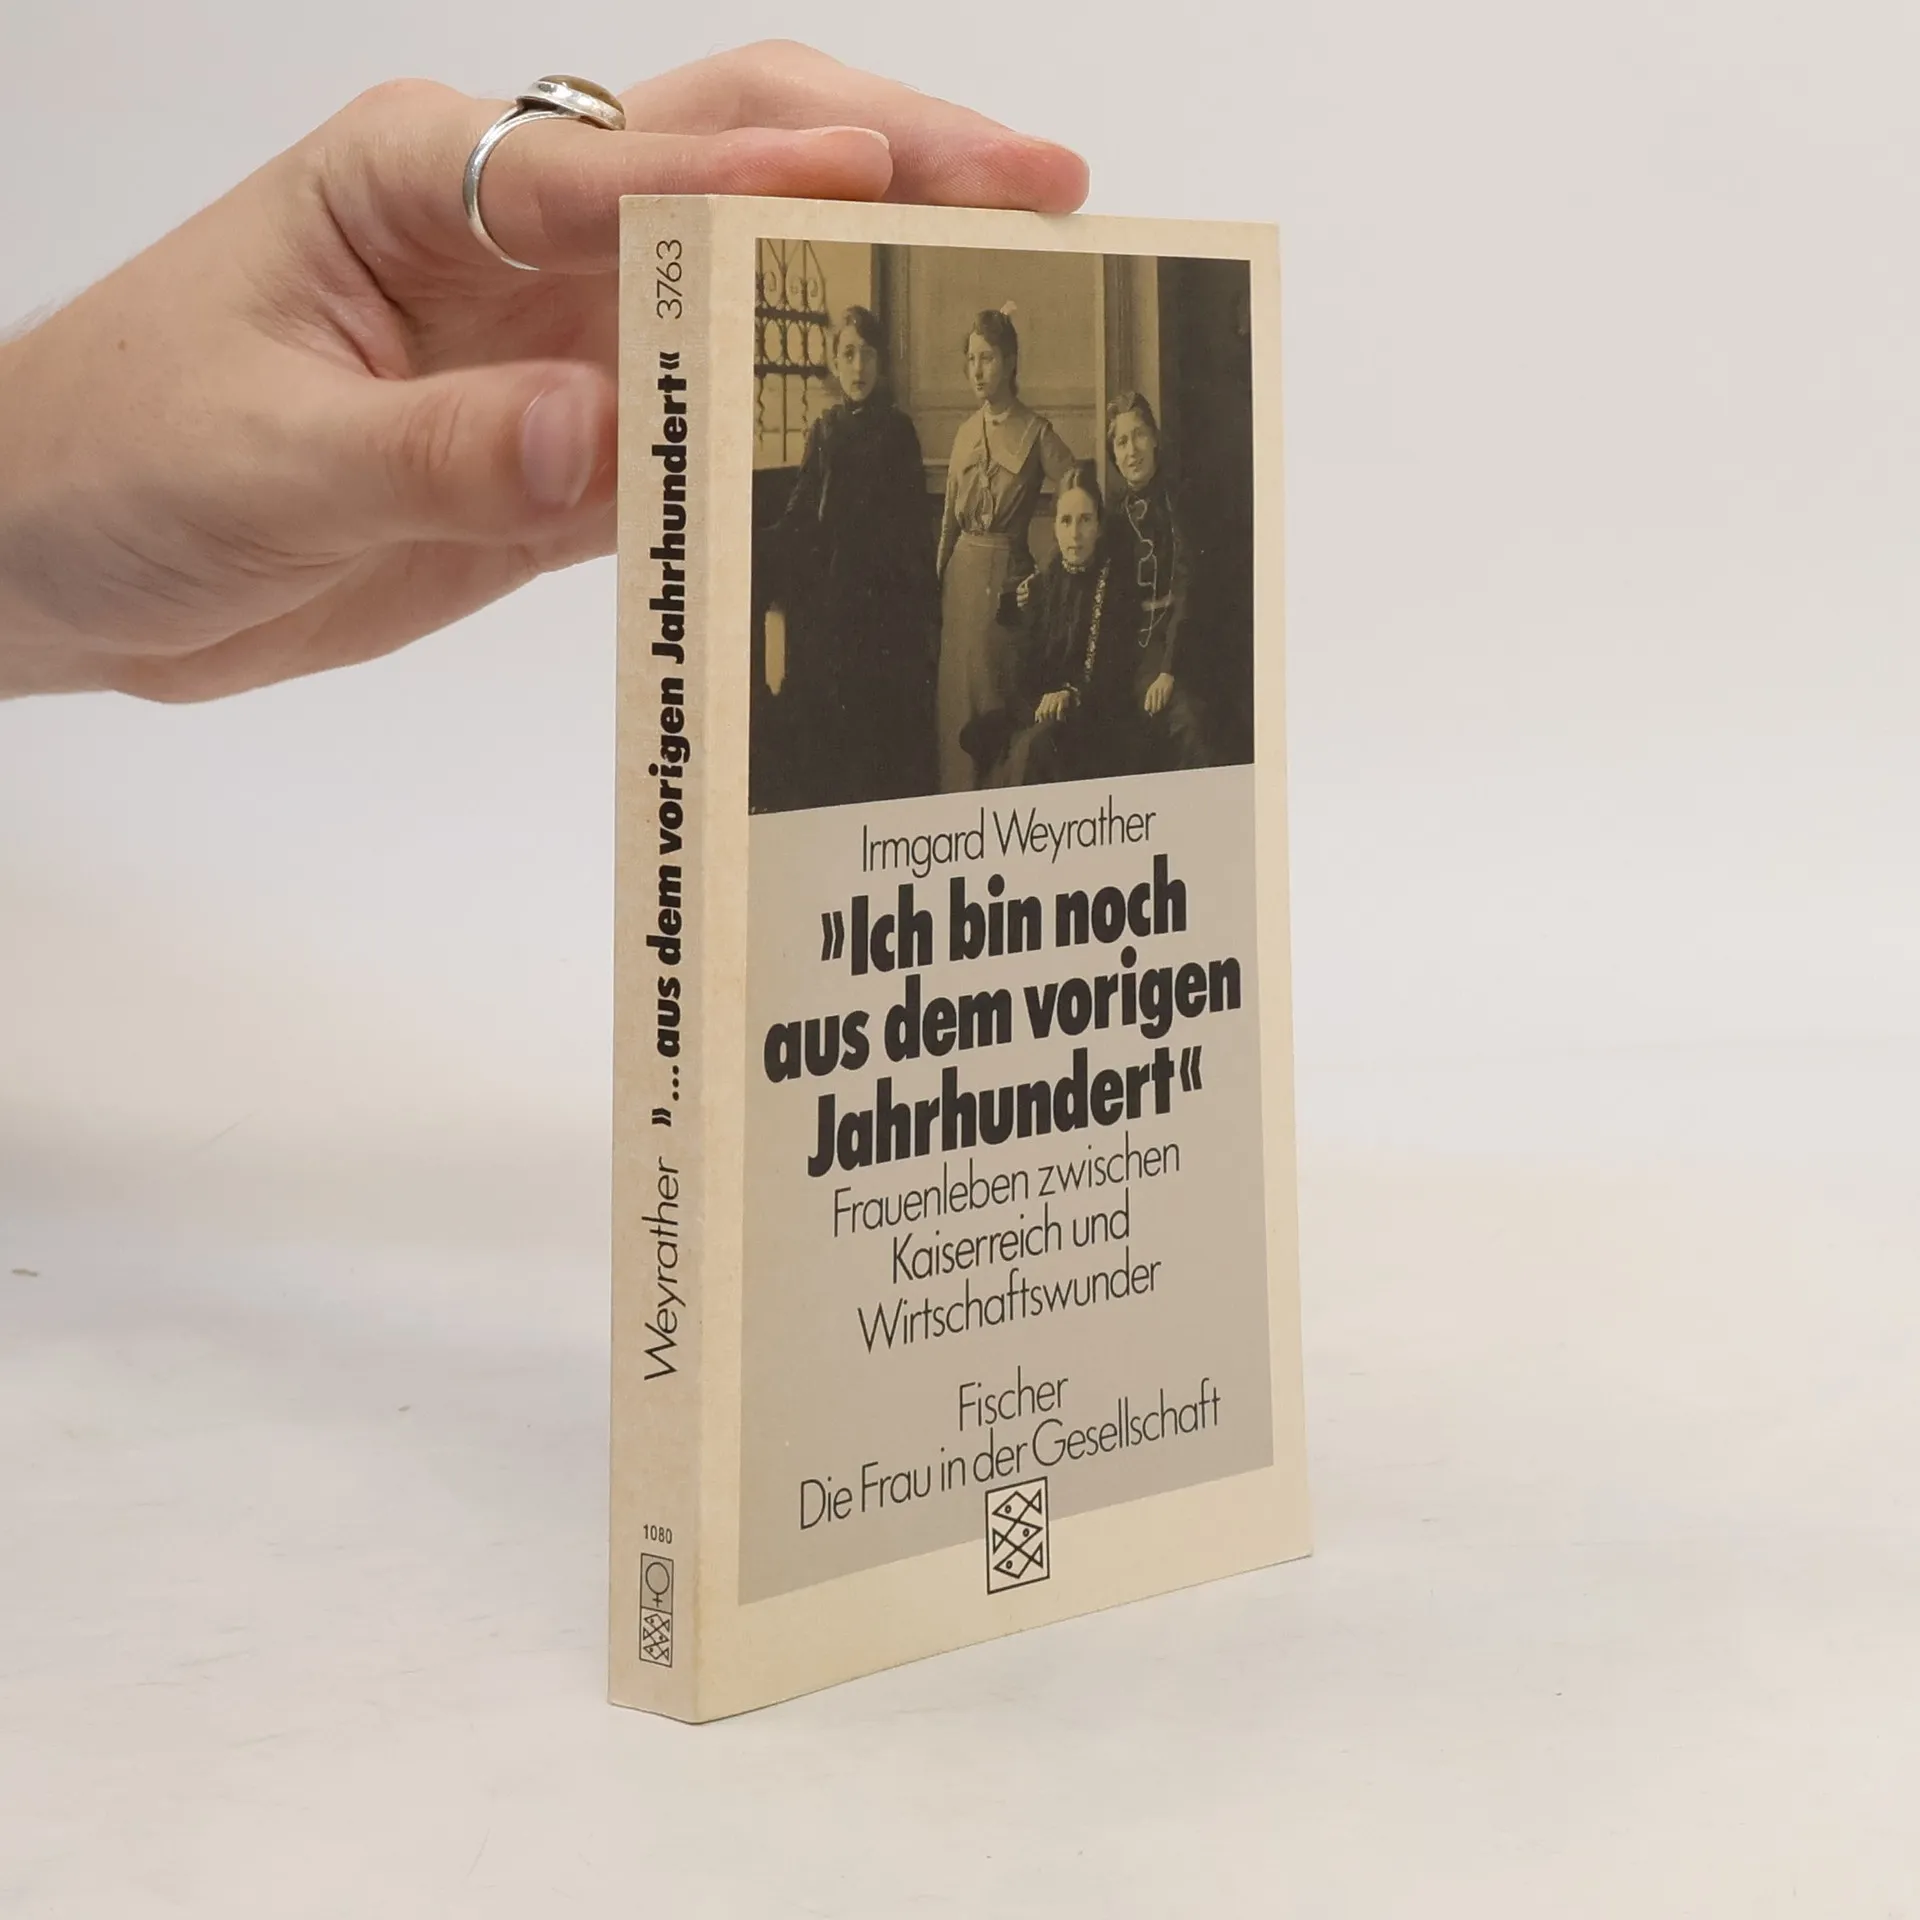 Weyrather »... aus dem vorigen Jahrhundert« 3763
1080
Irmgard Weyrather
»Ich bin noch
aus dem vorigen
Jahrhundert«
Frauenleben zwischen
Kaiserreich und
Wirtschaftswunder
Fischer
Die Frau in der Gesellschaft